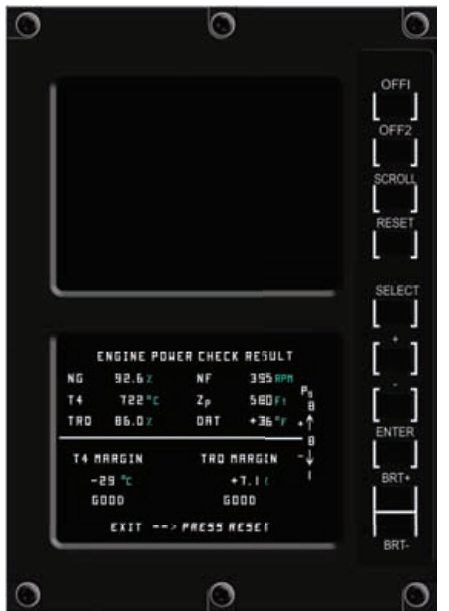 OFF1
OFF2
SCROLL
RESET
SELECT
+
-
ENTER
BRT+
BRT-
ENGINE POWER CHECK RESULT
NG 92.6% NF 395 RPM
T4 722°C Zp 580Ft
TRQ 86.0% OAT +36°F
T4 MARGIN TRQ MARGIN
-29 °C +7.1
GOOD GOOD
EXIT --> PRESS RESET